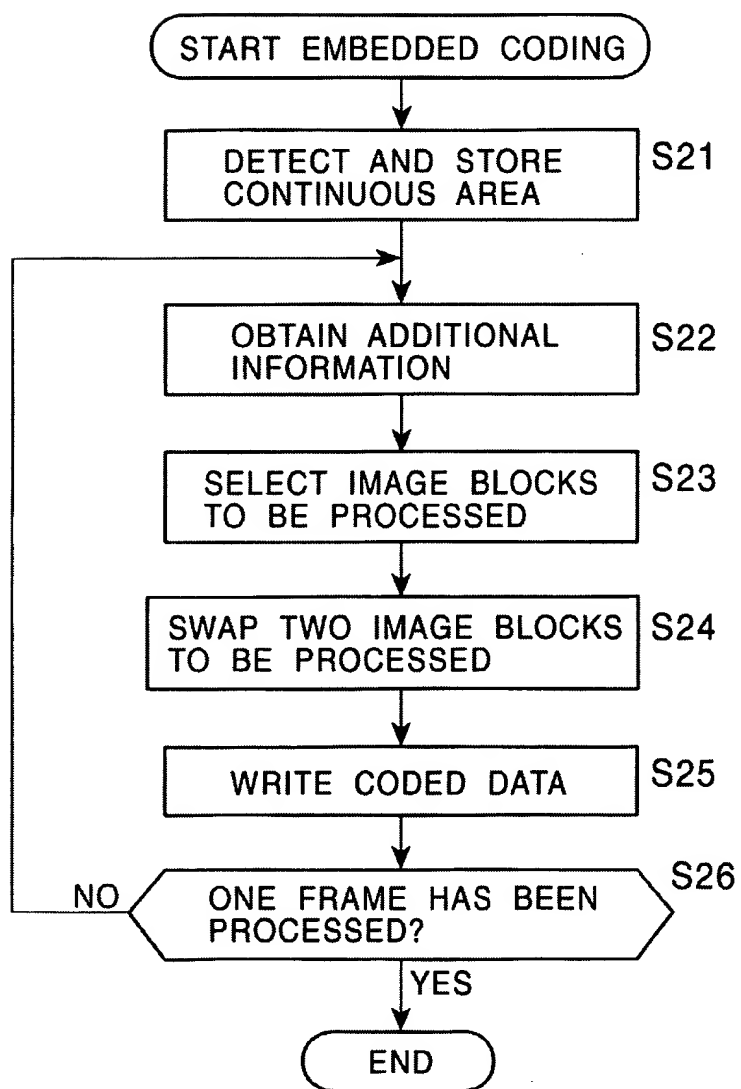 START EMBEDDED CODING
DETECT AND STORE
CONTINUOUS AREA
S21
OBTAIN ADDITIONAL
INFORMATION
S22
SELECT IMAGE BLOCKS
TO BE PROCESSED
S23
SWAP TWO IMAGE BLOCKS
TO BE PROCESSED
S24
WRITE CODED DATA
S25
ONE FRAME HAS BEEN
PROCESSED?
S26
NO
YES
END